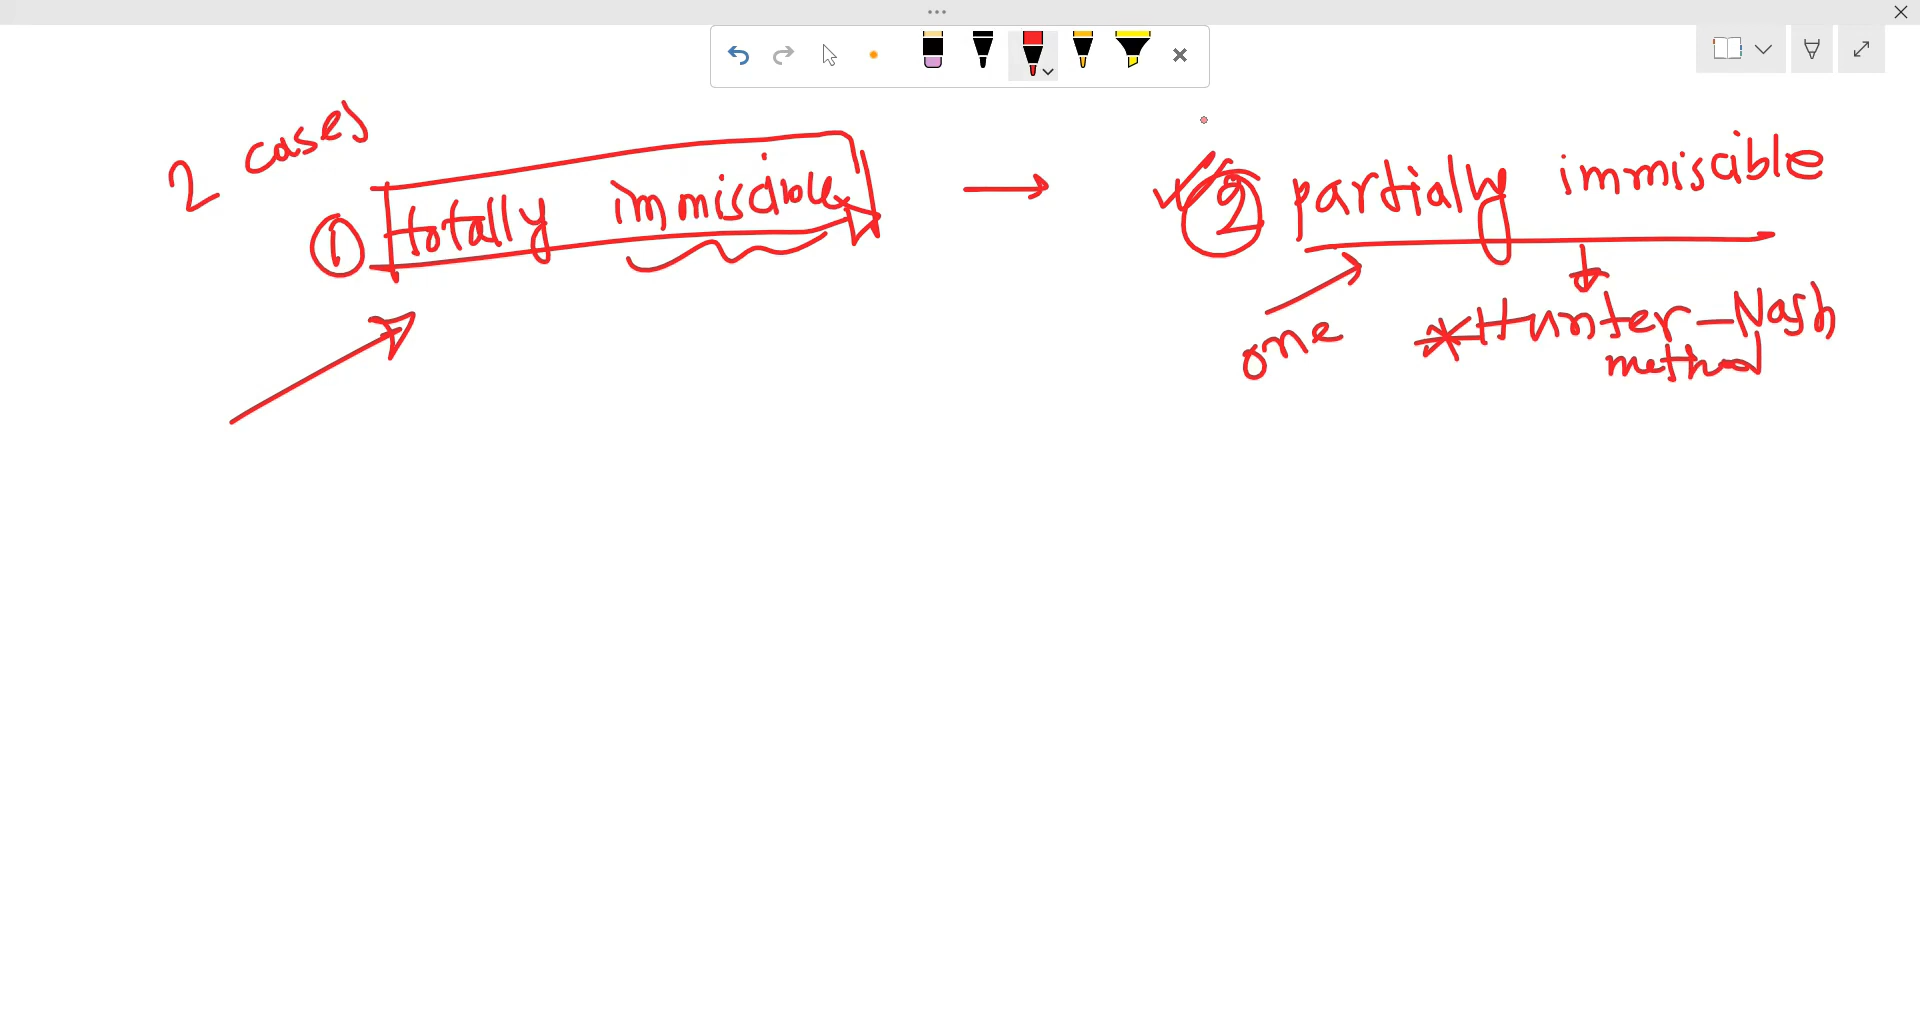 2 cases
① totally immiscible → ② partially immiscible
one
*Hunter-Nash
method